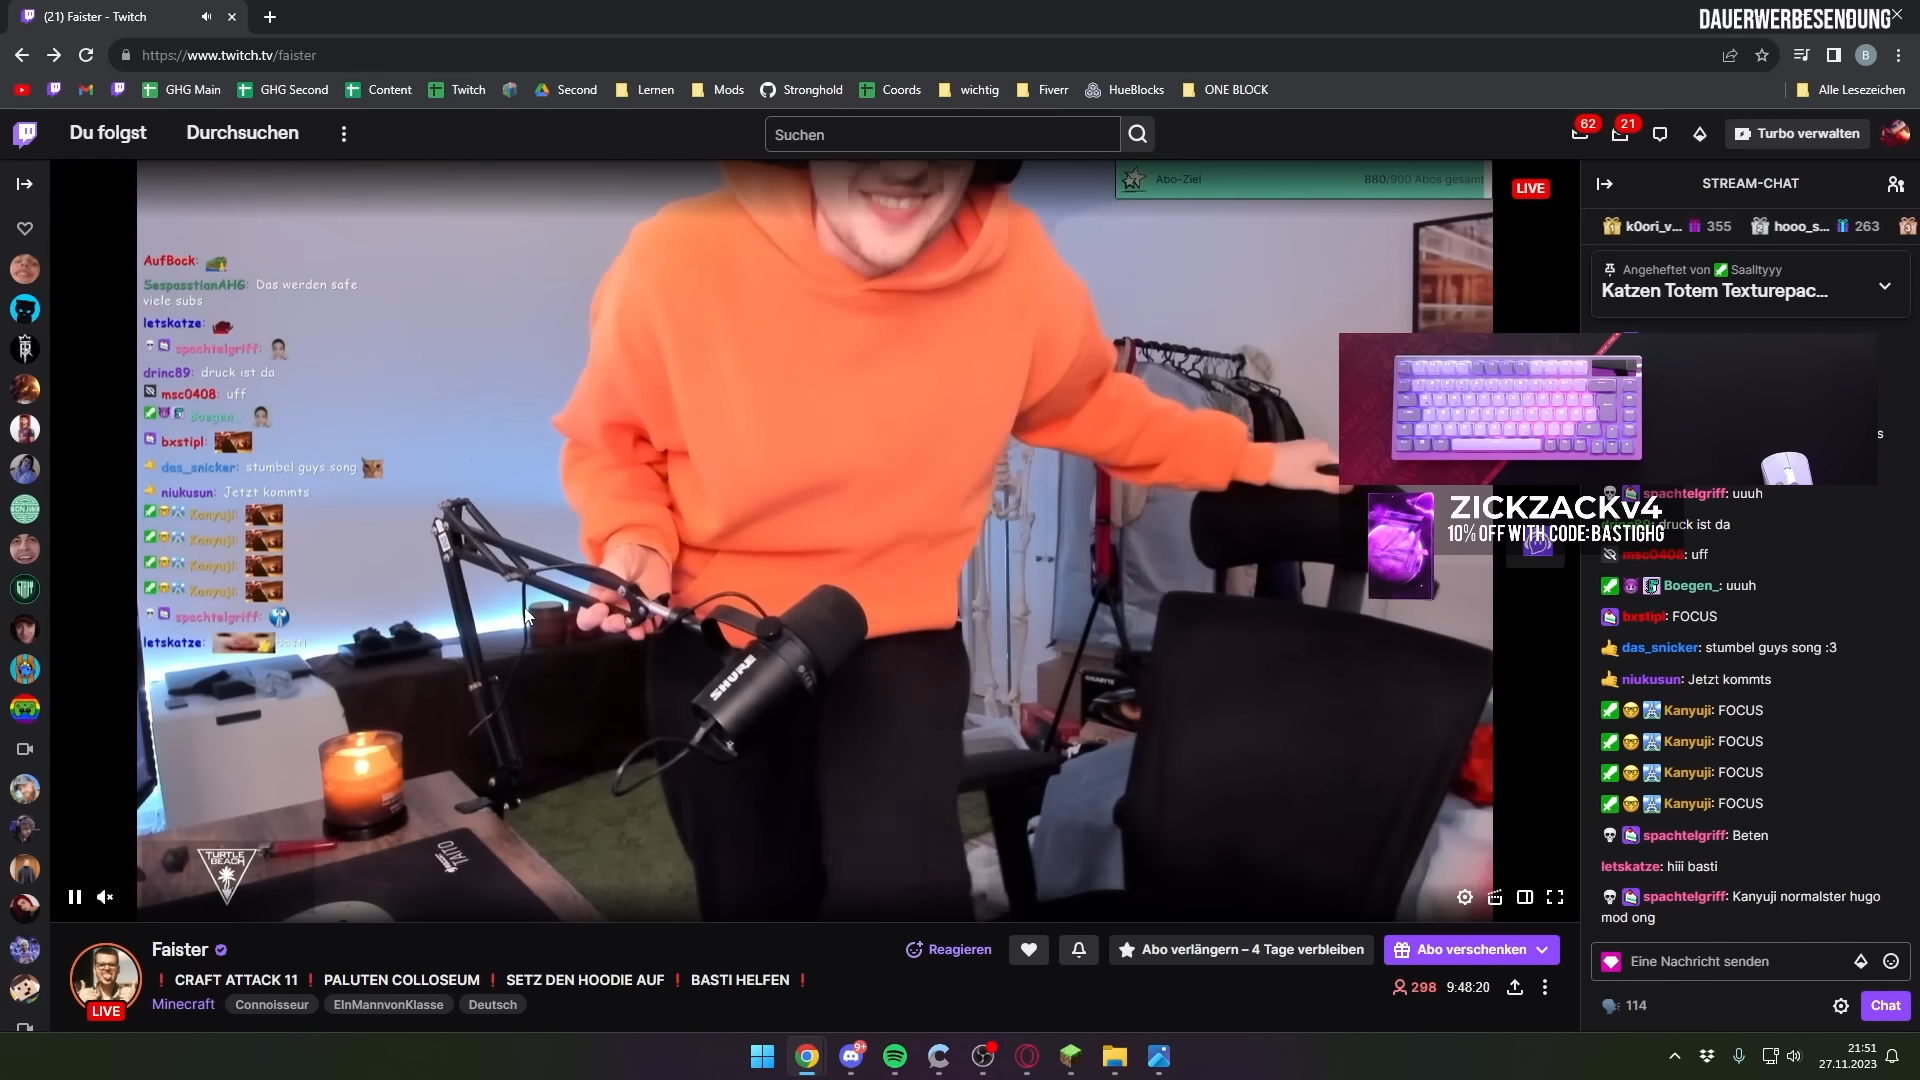 (21) Faister - Twitch
DAUERWERBESENDUNG
https://www.twitch.tv/faister
B
GHG Main
GHG Second
Content
Twitch
Second
Lernen
Mods
Stronghold
Coords
wichtig
Fiverr
HueBlocks
ONE BLOCK
Alle Lesezeichen
Du folgst
Durchsuchen
Suchen
62
21
Turbo verwalten
Abo-Ziel
880/900 Abos gesamt
LIVE
STREAM-CHAT
k0ori_v... 355
hooo_s... 263
Angeheftet von Saalltyyy
Katzen Totem Texturepac...
AufBock:
SespasstianAHG: Das werden safe
viele subs
letskatze:
spachtelgriff:
drinc89: druck ist da
msc0408: uff
Boegen_:
bxstipl:
das_snicker: stumbel guys song
niukusun: Jetzt kommts
Kanyuji:
Kanyuji:
Kanyuji:
Kanyuji:
spachtelgriff:
letskatze: basti
SHURE
GIGABYTE
TAITO
TURTLE
BEACH
ZICKZACKv4
10% OFF WITH CODE: BASTIGHG
s
spachtelgriff: uuuh
drinc89: druck ist da
msc0408: uff
Boegen_: uuuh
bxstipl: FOCUS
das_snicker: stumbel guys song :3
niukusun: Jetzt kommts
Kanyuji: FOCUS
Kanyuji: FOCUS
Kanyuji: FOCUS
Kanyuji: FOCUS
spachtelgriff: Beten
letskatze: hiii basti
spachtelgriff: Kanyuji normalster hugo
mod ong
Eine Nachricht senden
114
Chat
Faister
LIVE
Reagieren
Abo verlängern – 4 Tage verbleiben
Abo verschenken
❗ CRAFT ATTACK 11 ❗ PALUTEN COLLOSEUM ❗ SETZ DEN HOODIE AUF ❗ BASTI HELFEN ❗
298
9:48:20
Minecraft
Connoisseur
EInMannvonKlasse
Deutsch
9+
21:51
27.11.2023